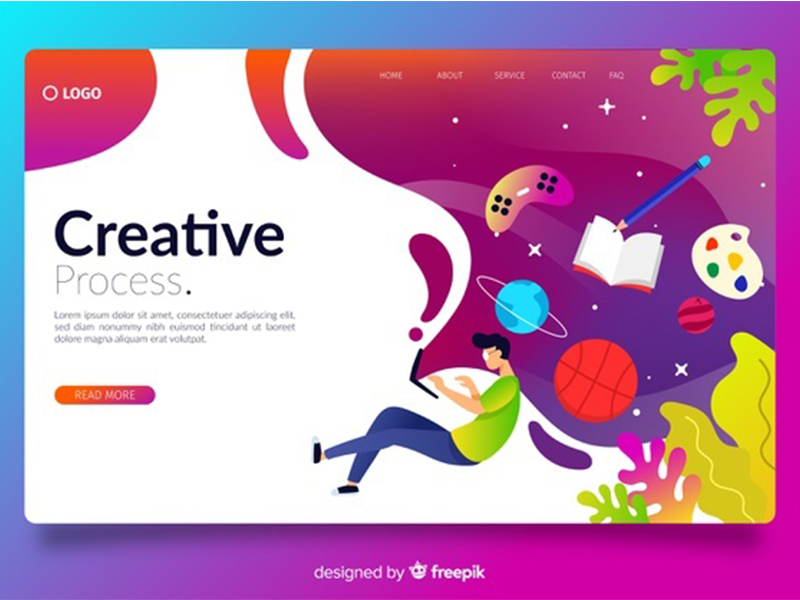 LOGO
HOME ABOUT SERVICE CONTACT FAQ
Creative
Process.
Lorem ipsum dolor sit amet, consectetuer adipiscing elit,
sed diam nonummy nibh euismod tincidunt ut laoreet
dolore magna aliquam erat volutpat.
READ MORE
designed by freepik